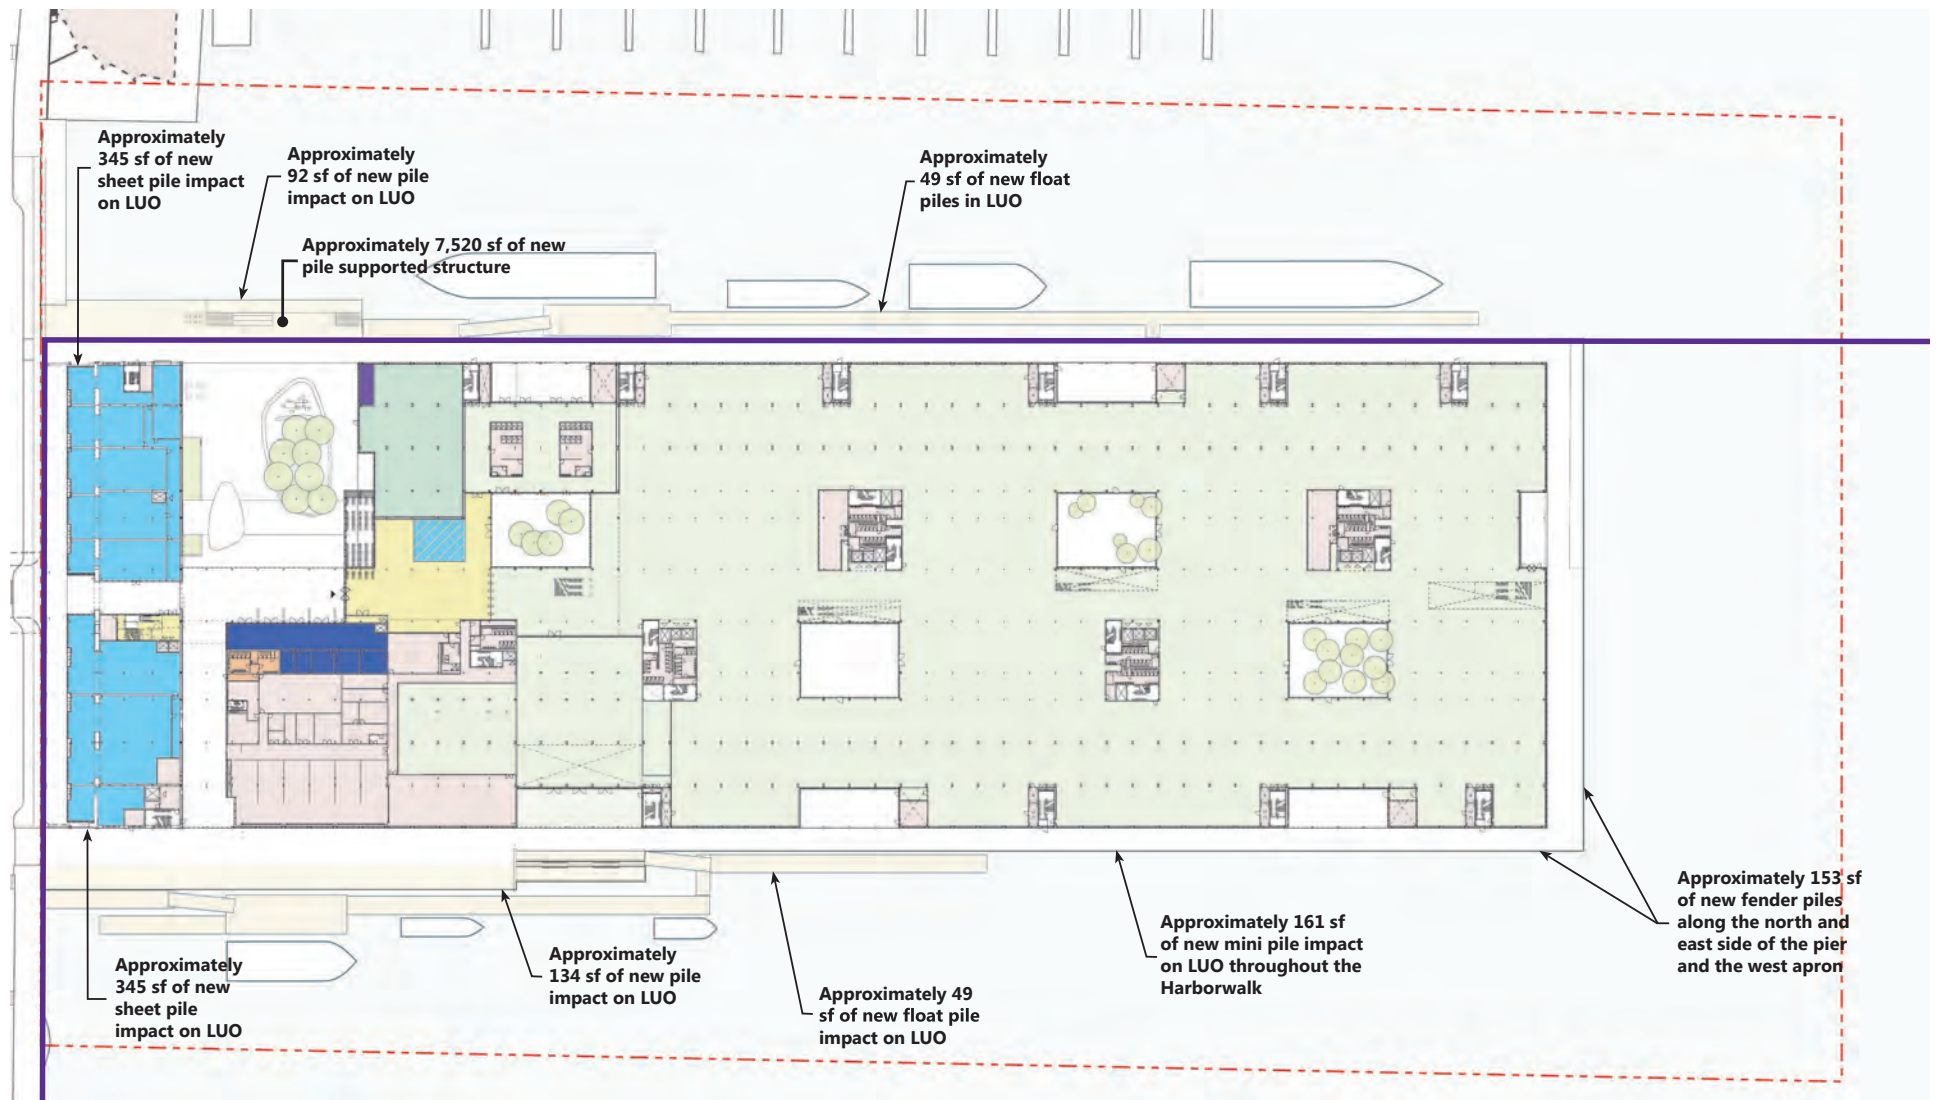 Approximately
345 sf of new
sheet pile impact
on LUO
Approximately
92 sf of new pile
impact on LUO
Approximately
49 sf of new float
piles in LUO
Approximately 7,520 sf of new
pile supported structure
Approximately 153 sf
of new fender piles
along the north and
east side of the pier
and the west apron
Approximately 161 sf
of new mini pile impact
on LUO throughout the
Harborwalk
Approximately
134 sf of new pile
impact on LUO
Approximately
345 sf of new
sheet pile
impact on LUO
Approximately 49
sf of new float pile
impact on LUO